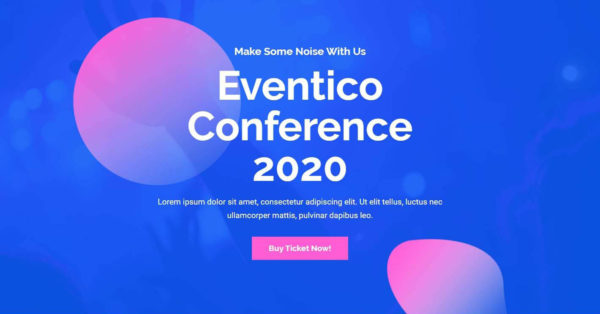 Make Some Noise With Us
Eventico
Conference
2020
Lorem ipsum dolor sit amet, consectetur adipiscing elit. Ut elit tellus, luctus nec
ullamcorper mattis, pulvinar dapibus leo.
Buy Ticket Now!